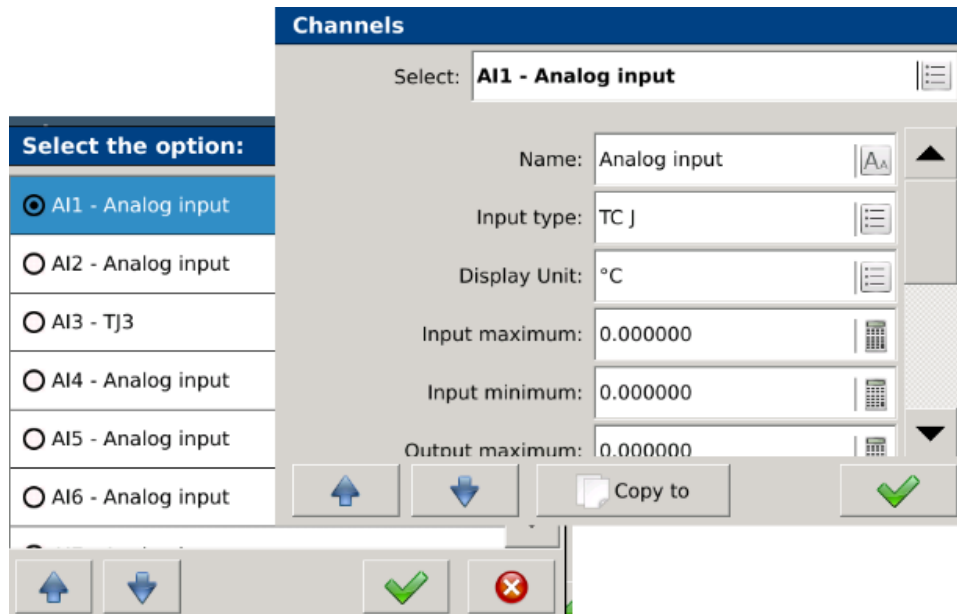 Channels
Select: AI1 - Analog input
Name: Analog input
Input type: TC J
Display Unit: °C
Input maximum: 0.000000
Input minimum: 0.000000
Output maximum: 0.000000
Copy to
Select the option:
AI1 - Analog input
AI2 - Analog input
AI3 - TJ3
AI4 - Analog input
AI5 - Analog input
AI6 - Analog input